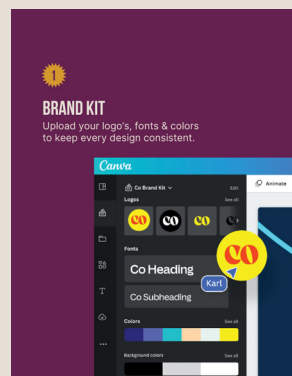 1
BRAND KIT
Upload your logo's, fonts & colors
to keep every design consistent.
Canva
Co Brand Kit
Edit
Animate
Logos
See all
CO
CO
CO
CO
Fonts
Co Heading
Karl
Co Subheading
Colors
See all
Background colors
See all